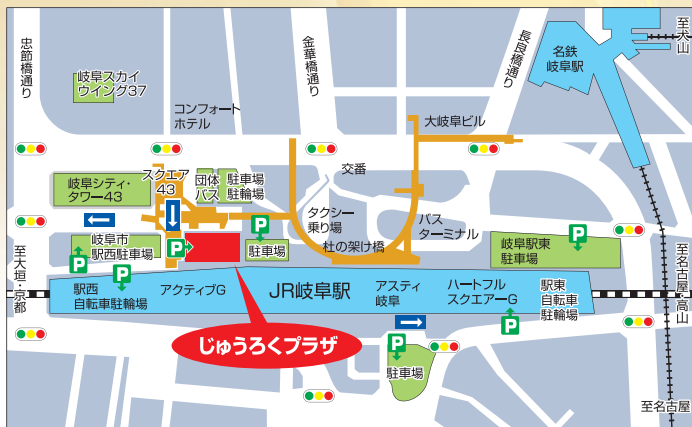 忠節橋通り
金華橋通り
長良橋通り
至犬山
名鉄
岐阜駅
岐阜スカイ
ウイング37
コンフォート
ホテル
大岐阜ビル
交番
スクエア
43
団体
バス
駐車場
駐輪場
岐阜シティ・
タワー43
タクシー
乗り場
バス
ターミナル
杜の架け橋
岐阜市
駅西駐車場
P
P
駐車場
P
岐阜駅東
駐車場
P
至大垣・京都
至名古屋・高山
P
P
駅西
自転車駐輪場
アクティブG
JR岐阜駅
アスティ
岐阜
ハートフル
スクエアーG
駅東
自転車
駐輪場
P
じゅうろくプラザ
P
駐車場
至名古屋